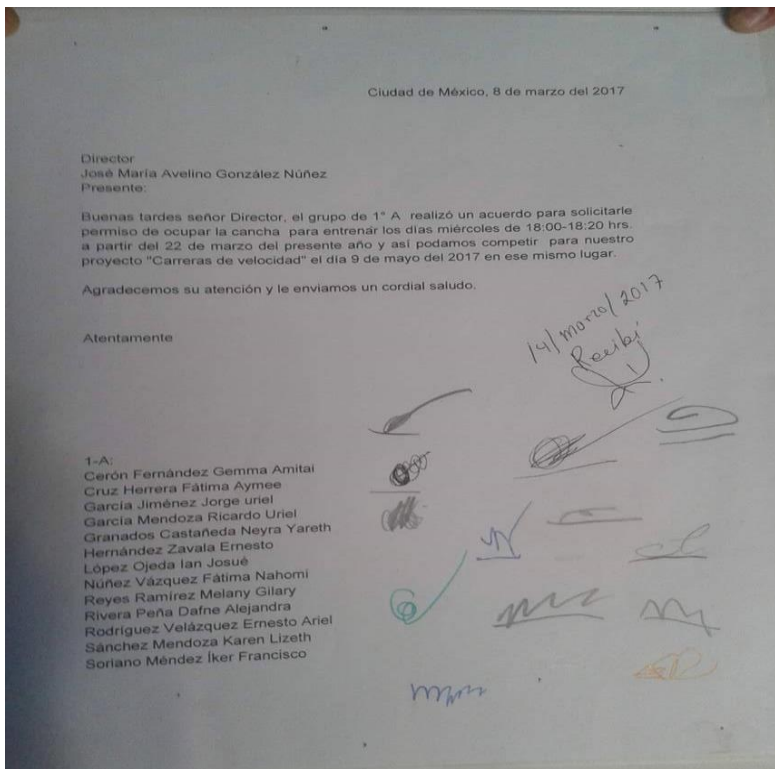 Ciudad de México, 8 de marzo del 2017
Director
José María Avelino González Núñez
Presente:
Buenas tardes señor Director, el grupo de 1° A realizó un acuerdo para solicitarle
permiso de ocupar la cancha para entrenar los días miércoles de 18:00-18:20 hrs.
a partir del 22 de marzo del presente año y así podamos competir para nuestro
proyecto "Carreras de velocidad" el día 9 de mayo del 2017 en ese mismo lugar.
Agradecemos su atención y le enviamos un cordial saludo.
Atentamente
14/marzo/2017
Recibí
1-A:
Cerón Fernández Gemma Amitai
Cruz Herrera Fátima Aymee
García Jiménez Jorge uriel
García Mendoza Ricardo Uriel
Granados Castañeda Neyra Yareth
Hernández Zavala Ernesto
López Ojeda Ian Josué
Núñez Vázquez Fátima Nahomi
Reyes Ramírez Melany Gilary
Rivera Peña Dafne Alejandra
Rodríguez Velázquez Ernesto Ariel
Sánchez Mendoza Karen Lizeth
Soriano Méndez Íker Francisco